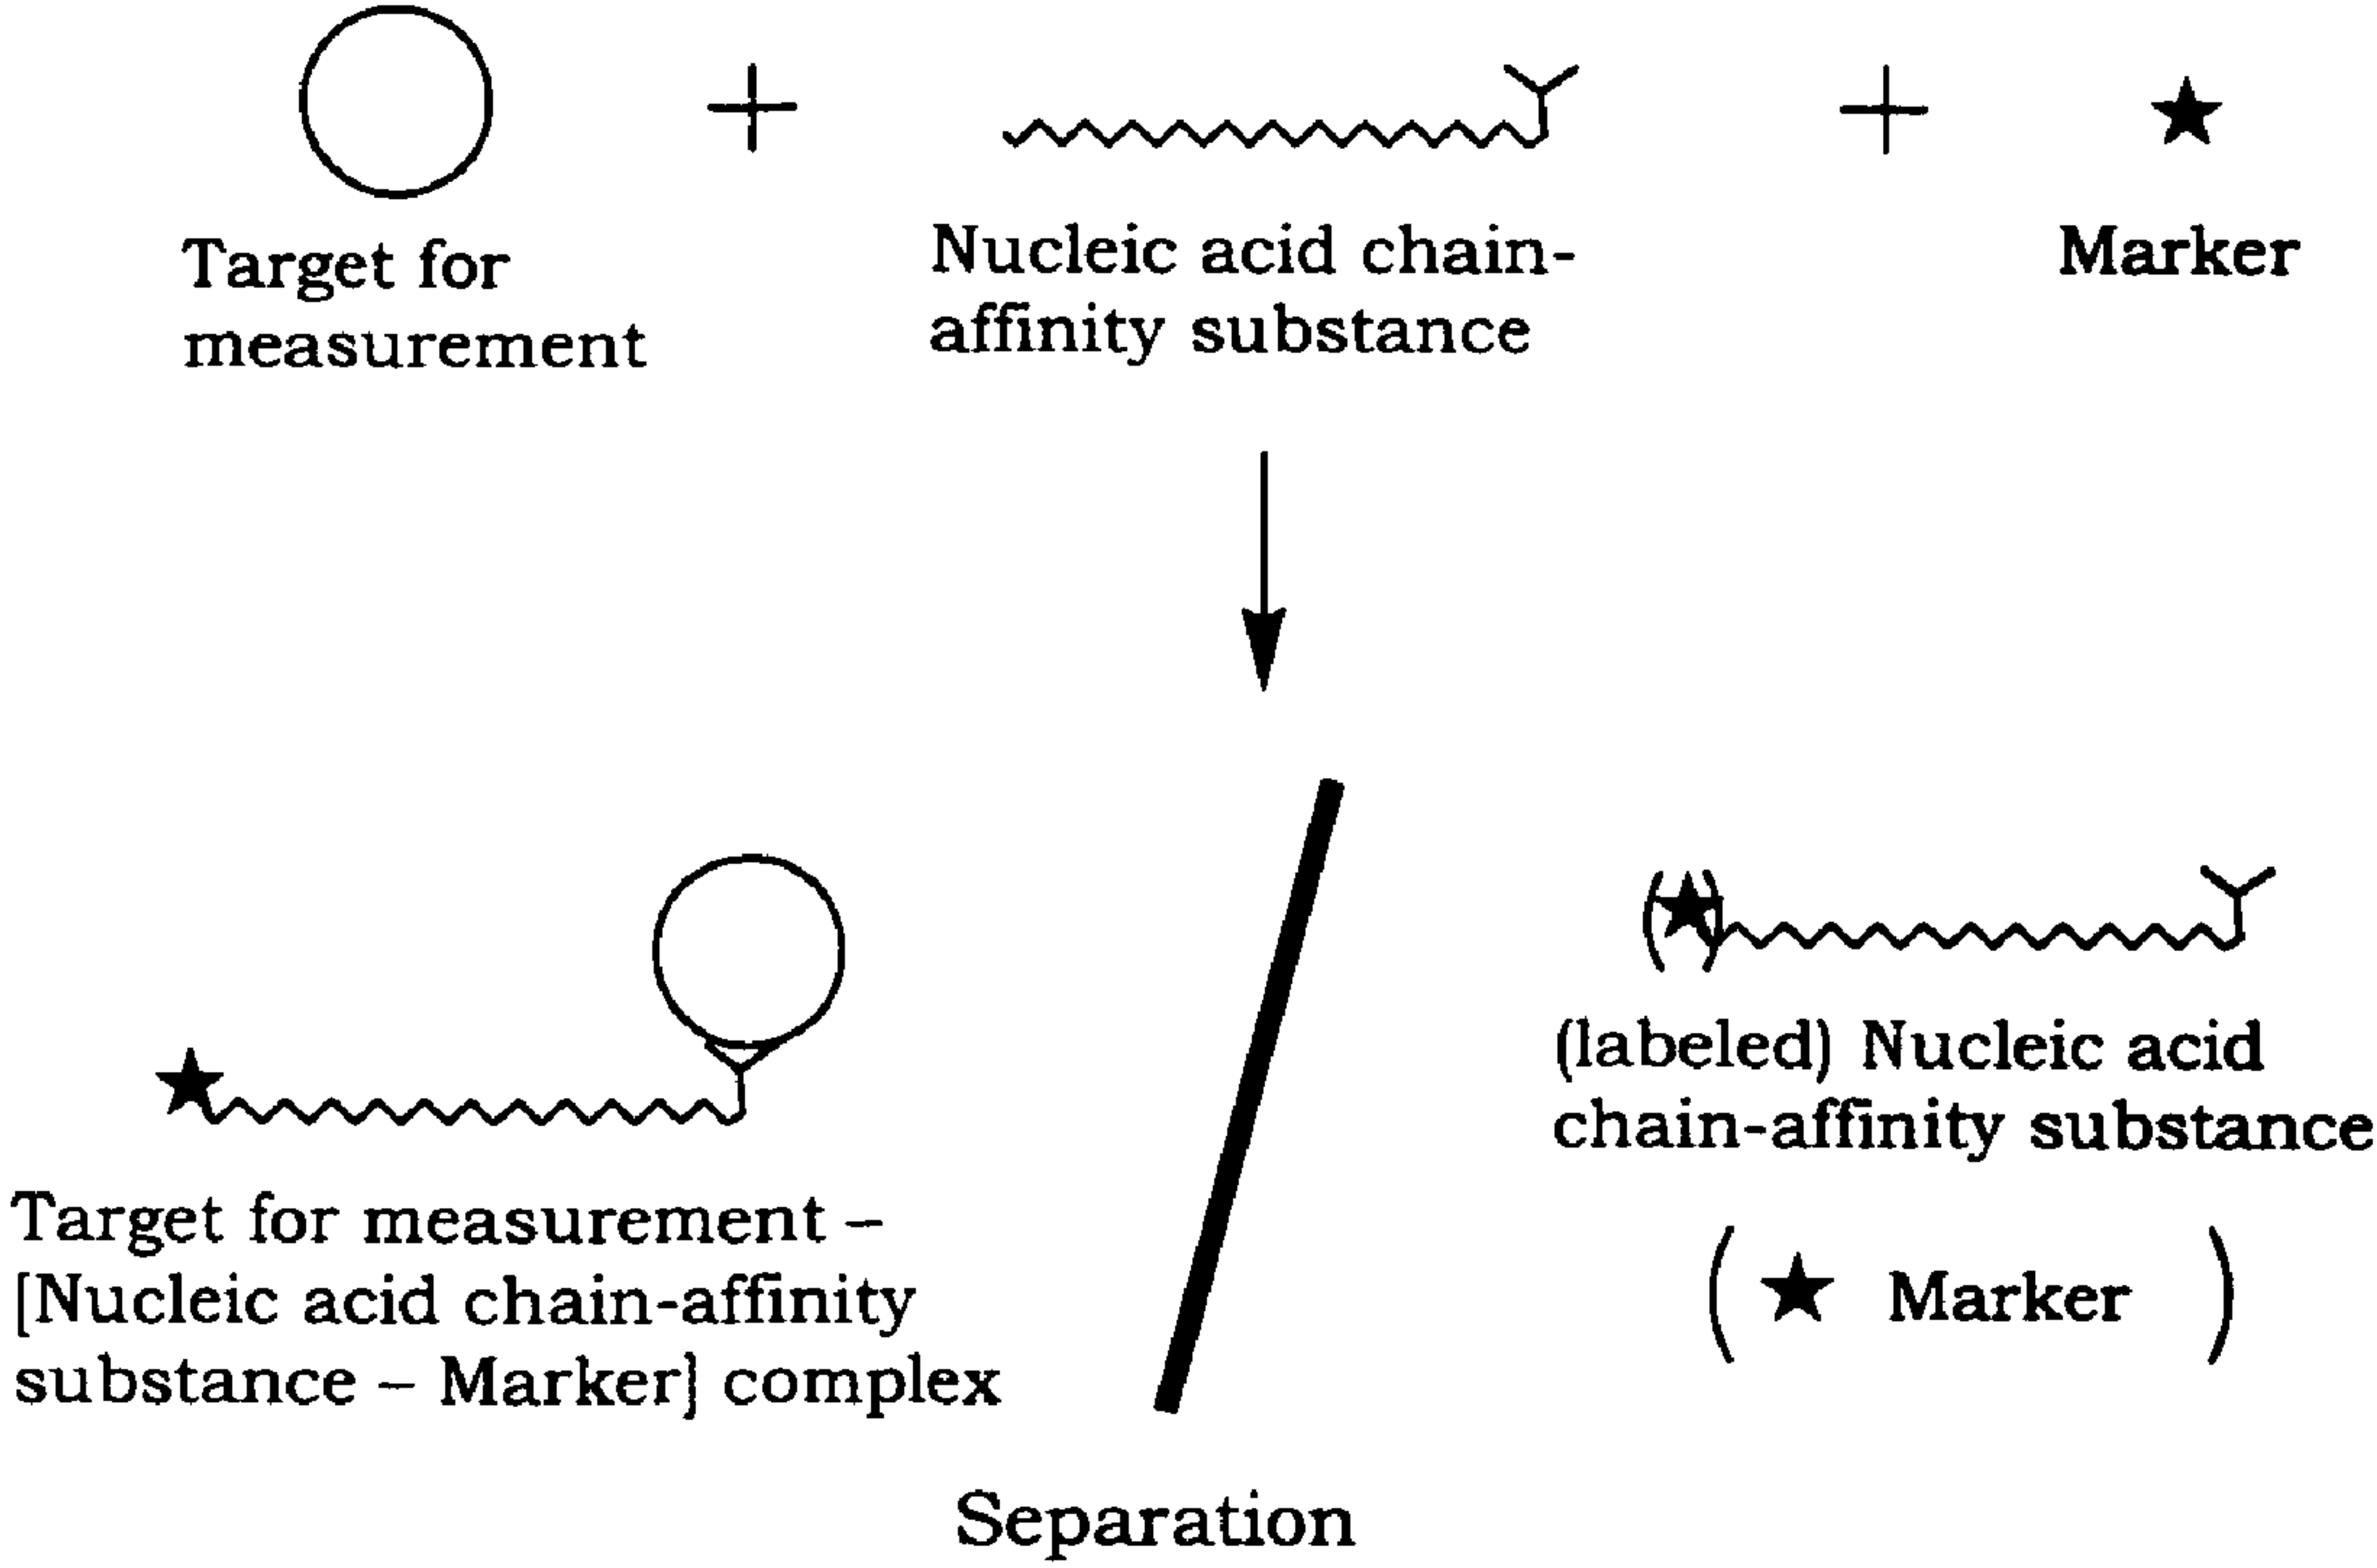 Target for
measurement
Nucleic acid chain-
affinity substance
Marker
Target for measurement –
[Nucleic acid chain-affinity
substance – Marker] complex
(labeled) Nucleic acid
chain-affinity substance
( ★ Marker )
Separation